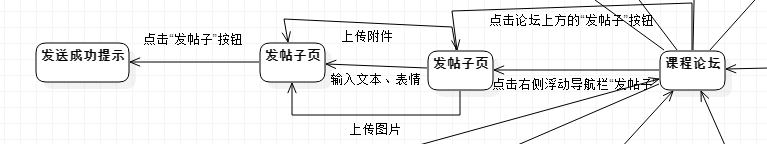 点击论坛上方的“发帖子”按钮
点击“发帖子”按钮
上传附件
发送成功提示
发帖子页
发帖子页
课程论坛
输入文本、表情
点击右侧浮动导航栏“发帖子”
上传图片